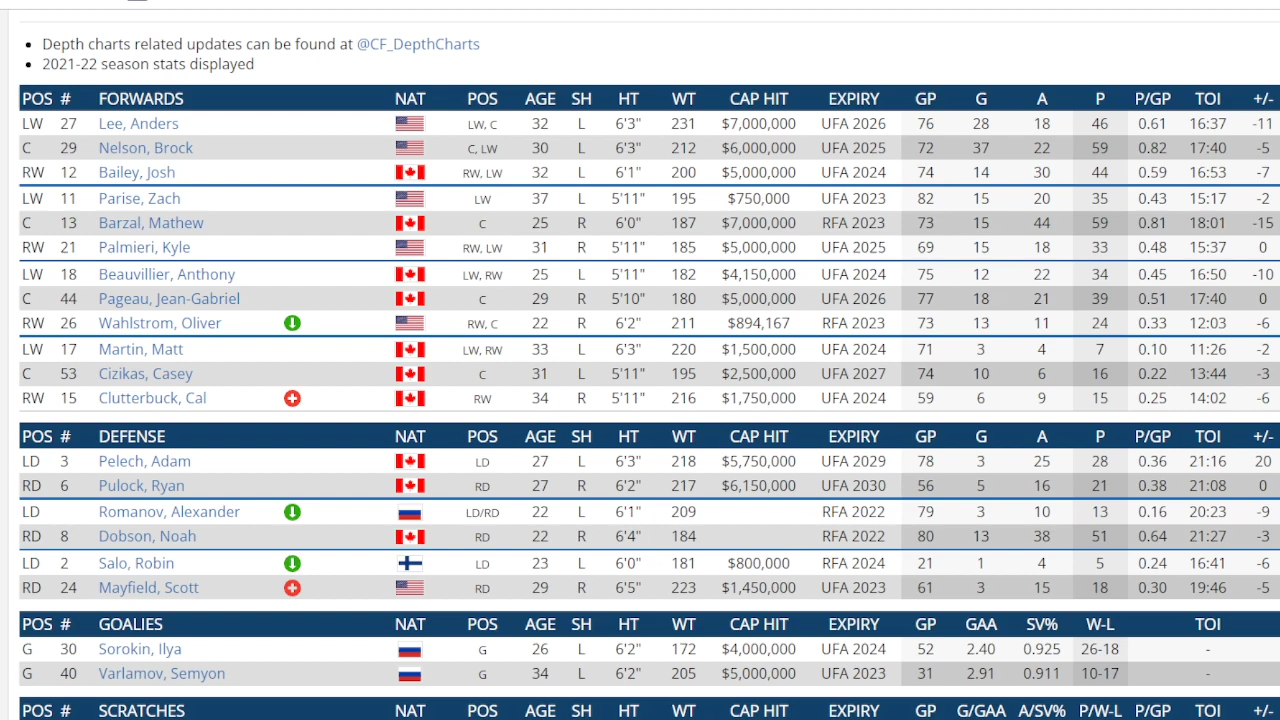 Depth charts related updates can be found at @CF_DepthCharts
2021-22 season stats displayed
POS # FORWARDS NAT POS AGE SH HT WT CAP HIT EXPIRY GP G A P P/GP TOI +/-
LW 27 Lee, Anders LW, C 32 L 6'3" 231 $7,000,000 UFA 2026 76 28 18 46 0.61 16:37 -11
C 29 Nelson, Brock C, LW 30 L 6'3" 212 $6,000,000 UFA 2025 72 37 22 59 0.82 17:40 -5
RW 12 Bailey, Josh RW, LW 32 L 6'1" 200 $5,000,000 UFA 2024 74 14 30 44 0.59 16:53 -7
LW 11 Parise, Zach LW 37 L 5'11" 195 $750,000 UFA 2023 82 15 20 35 0.43 15:17 -2
C 13 Barzal, Mathew C 25 R 6'0" 187 $7,000,000 RFA 2023 73 15 44 59 0.81 18:01 -15
RW 21 Palmieri, Kyle RW, LW 31 R 5'11" 185 $5,000,000 UFA 2025 69 15 18 33 0.48 15:37 0
LW 18 Beauvillier, Anthony LW, RW 25 L 5'11" 182 $4,150,000 UFA 2024 75 12 22 34 0.45 16:50 -10
C 44 Pageau, Jean-Gabriel C 29 R 5'10" 180 $5,000,000 UFA 2026 77 18 21 39 0.51 17:40 0
RW 26 Wahlstrom, Oliver RW, C 22 R 6'2" 211 $894,167 RFA 2023 73 13 11 24 0.33 12:03 -6
LW 17 Martin, Matt LW, RW 33 L 6'3" 220 $1,500,000 UFA 2024 71 3 4 7 0.10 11:26 -2
C 53 Cizikas, Casey C 31 L 5'11" 195 $2,500,000 UFA 2027 74 10 6 16 0.22 13:44 -3
RW 15 Clutterbuck, Cal RW 34 R 5'11" 216 $1,750,000 UFA 2024 59 6 9 15 0.25 14:02 -6
POS # DEFENSE NAT POS AGE SH HT WT CAP HIT EXPIRY GP G A P P/GP TOI +/-
LD 3 Pelech, Adam LD 27 L 6'3" 218 $5,750,000 UFA 2029 78 3 25 28 0.36 21:16 20
RD 6 Pulock, Ryan RD 27 R 6'2" 217 $6,150,000 UFA 2030 56 5 16 21 0.38 21:08 0
LD Romanov, Alexander LD/RD 22 L 6'1" 209 RFA 2022 79 3 10 13 0.16 20:23 -9
RD 8 Dobson, Noah RD 22 R 6'4" 184 RFA 2022 80 13 38 51 0.64 21:27 -3
LD 2 Salo, Robin LD 23 L 6'0" 181 $800,000 RFA 2024 21 1 4 5 0.24 16:41 -6
RD 24 Mayfield, Scott RD 29 R 6'5" 223 $1,450,000 UFA 2023 61 3 15 18 0.30 19:46 -5
POS # GOALIES NAT POS AGE SH HT WT CAP HIT EXPIRY GP GAA SV% W-L TOI
G 30 Sorokin, Ilya G 26 L 6'2" 172 $4,000,000 UFA 2024 52 2.40 0.925 26-18 -
G 40 Varlamov, Semyon G 34 L 6'2" 205 $5,000,000 UFA 2023 31 2.91 0.911 10-17 -
POS # SCRATCHES NAT POS AGE SH HT WT CAP HIT EXPIRY GP G/GAA A/SV% P/W-L P/GP TOI +/-